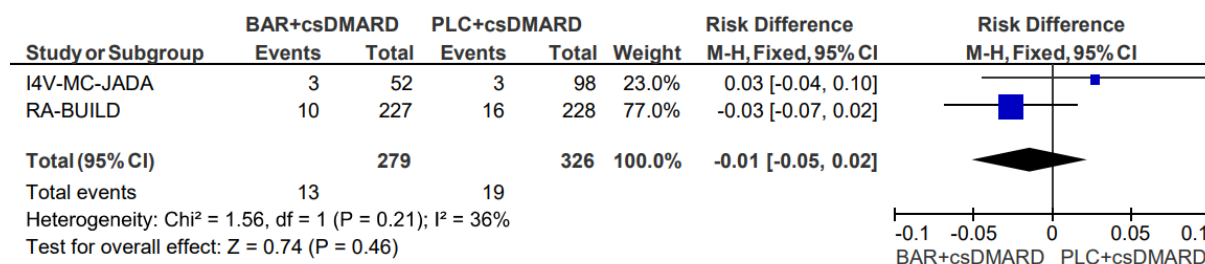 BAR+csDMARD PLC+csDMARD Risk Difference Risk Difference
Study or Subgroup Events Total Events Total Weight M-H, Fixed, 95% CI M-H, Fixed, 95% CI
I4V-MC-JADA 3 52 3 98 23.0% 0.03 [-0.04, 0.10]
RA-BUILD 10 227 16 228 77.0% -0.03 [-0.07, 0.02]
Total (95% CI) 279 326 100.0% -0.01 [-0.05, 0.02]
Total events 13 19
Heterogeneity: Chi² = 1.56, df = 1 (P = 0.21); I² = 36%
Test for overall effect: Z = 0.74 (P = 0.46)
-0.1 -0.05 0 0.05 0.1
BAR+csDMARD PLC+csDMARD